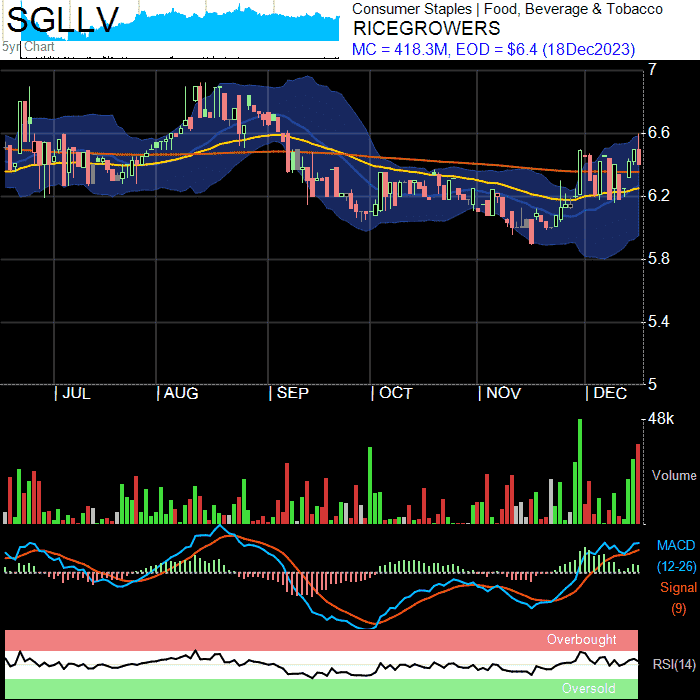 SGLLV
5yr Chart
Consumer Staples | Food, Beverage & Tobacco
RICEGROWERS
MC = 418.3M, EOD = $6.4 (18Dec2023)
7
6.6
6.2
5.8
5.4
5
| JUL | AUG | SEP | OCT | NOV | DEC
48k
Volume
MACD
(12-26)
Signal
(9)
Overbought
RSI(14)
Oversold